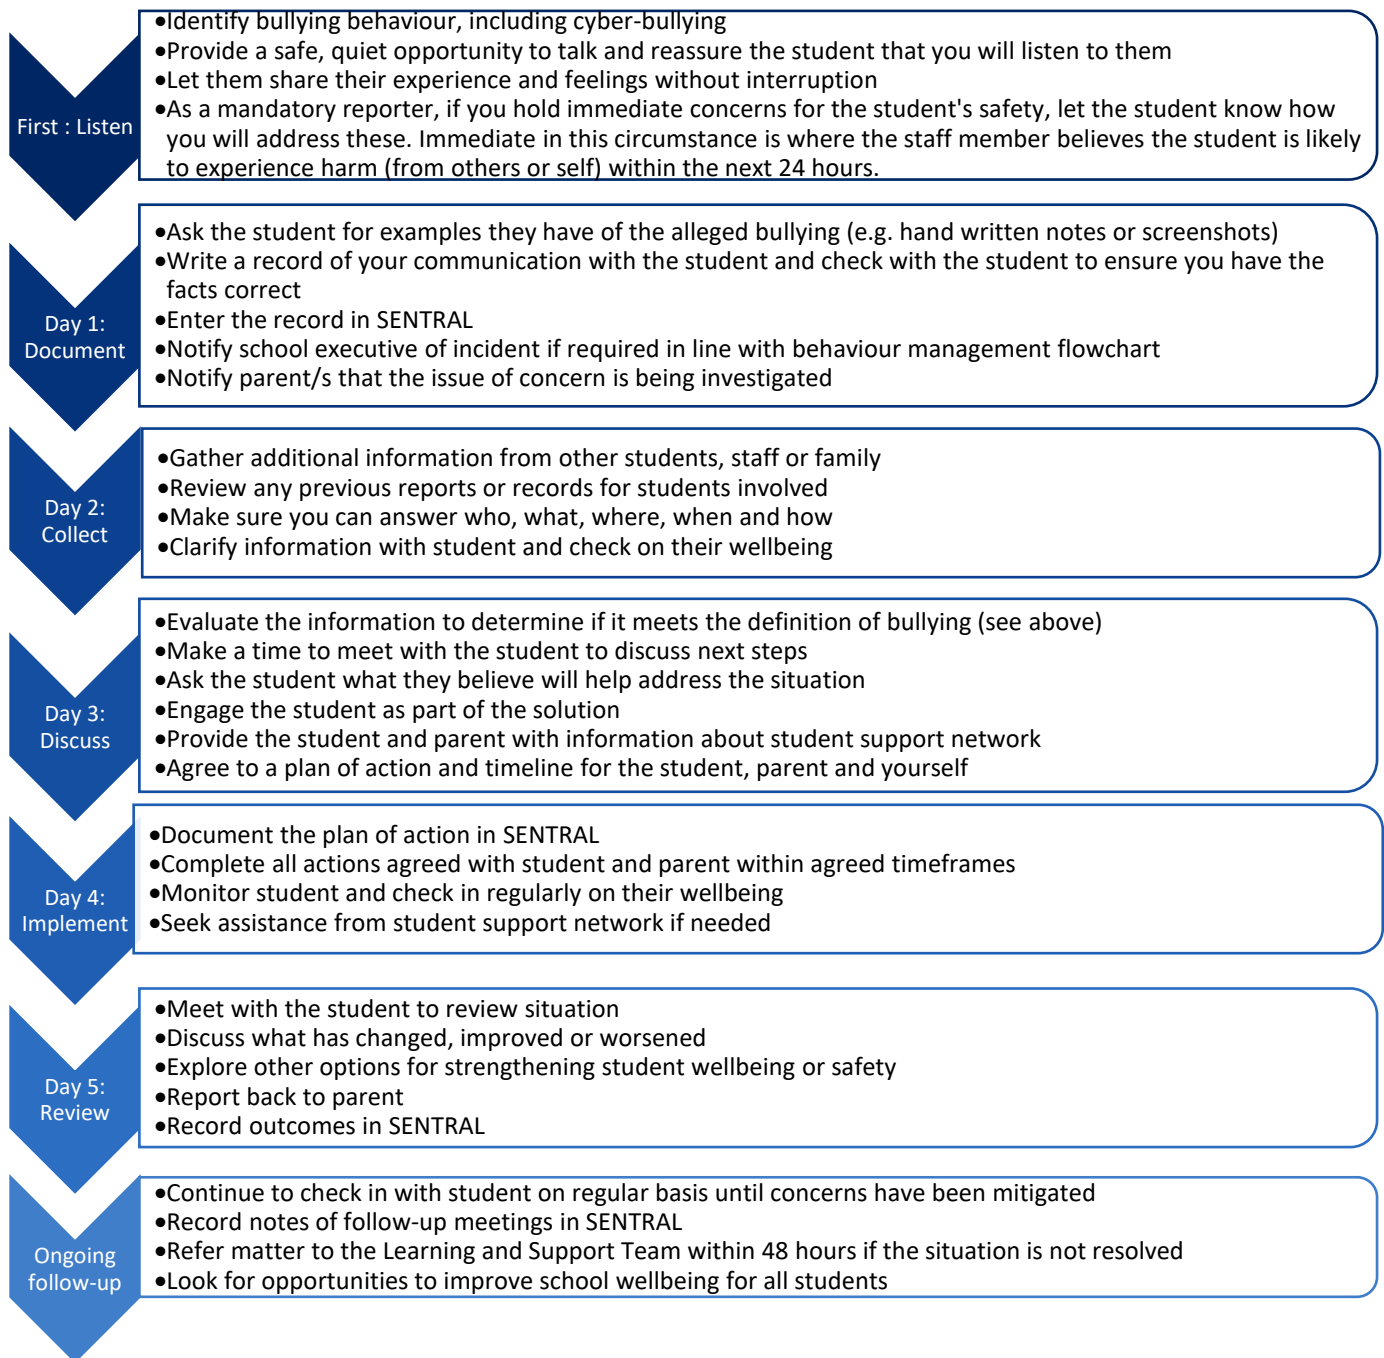 First : Listen
•Identify bullying behaviour, including cyber-bullying
•Provide a safe, quiet opportunity to talk and reassure the student that you will listen to them
•Let them share their experience and feelings without interruption
•As a mandatory reporter, if you hold immediate concerns for the student's safety, let the student know how
you will address these. Immediate in this circumstance is where the staff member believes the student is likely
to experience harm (from others or self) within the next 24 hours.
Day 1:
Document
•Ask the student for examples they have of the alleged bullying (e.g. hand written notes or screenshots)
•Write a record of your communication with the student and check with the student to ensure you have the
facts correct
•Enter the record in SENTRAL
•Notify school executive of incident if required in line with behaviour management flowchart
•Notify parent/s that the issue of concern is being investigated
Day 2:
Collect
•Gather additional information from other students, staff or family
•Review any previous reports or records for students involved
•Make sure you can answer who, what, where, when and how
•Clarify information with student and check on their wellbeing
Day 3:
Discuss
•Evaluate the information to determine if it meets the definition of bullying (see above)
•Make a time to meet with the student to discuss next steps
•Ask the student what they believe will help address the situation
•Engage the student as part of the solution
•Provide the student and parent with information about student support network
•Agree to a plan of action and timeline for the student, parent and yourself
Day 4:
Implement
•Document the plan of action in SENTRAL
•Complete all actions agreed with student and parent within agreed timeframes
•Monitor student and check in regularly on their wellbeing
•Seek assistance from student support network if needed
Day 5:
Review
•Meet with the student to review situation
•Discuss what has changed, improved or worsened
•Explore other options for strengthening student wellbeing or safety
•Report back to parent
•Record outcomes in SENTRAL
Ongoing
follow-up
•Continue to check in with student on regular basis until concerns have been mitigated
•Record notes of follow-up meetings in SENTRAL
•Refer matter to the Learning and Support Team within 48 hours if the situation is not resolved
•Look for opportunities to improve school wellbeing for all students